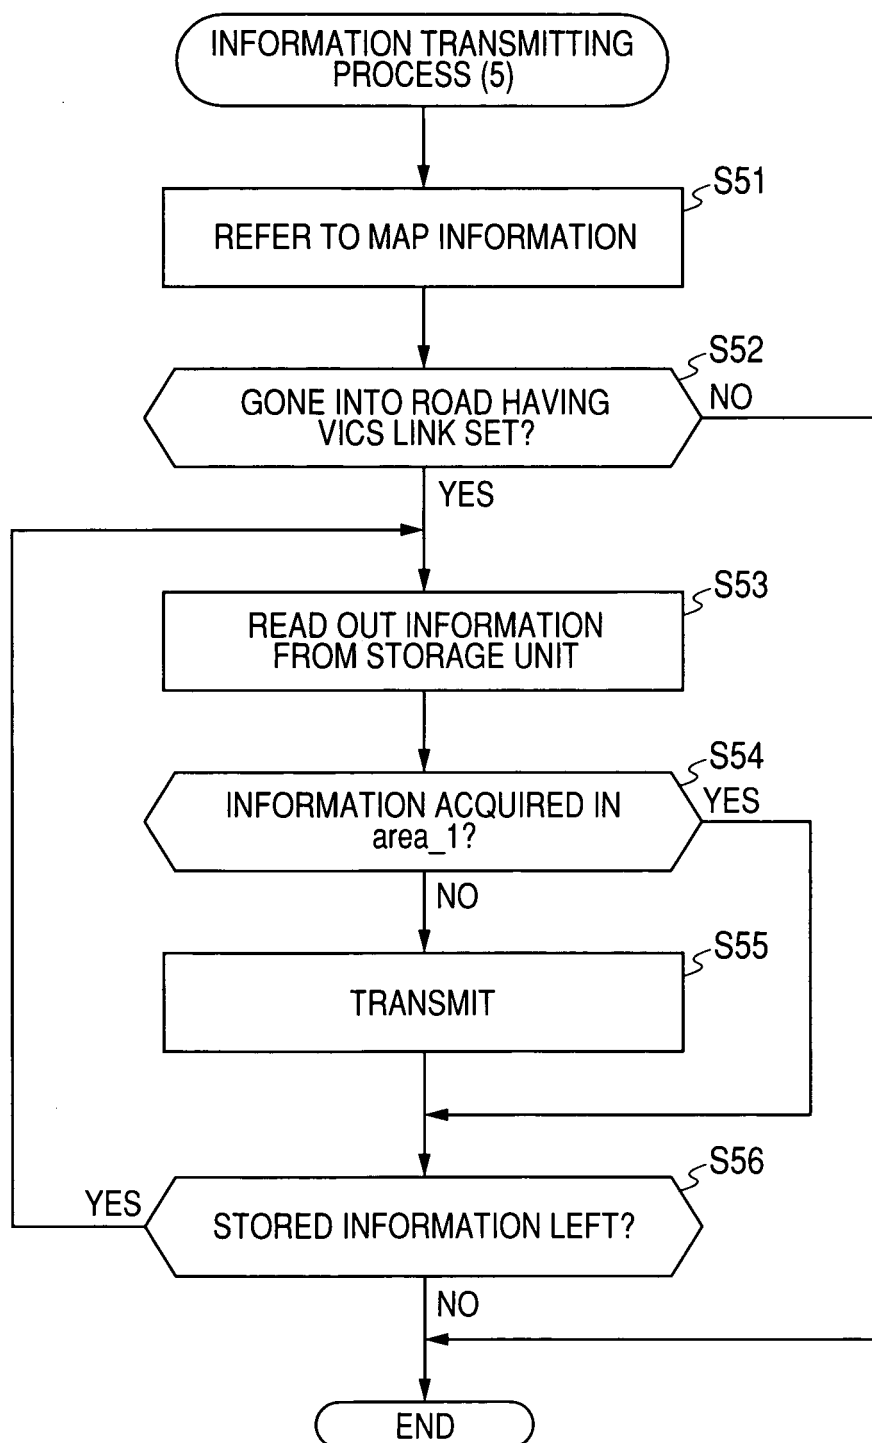 INFORMATION TRANSMITTING
PROCESS (5)
S51
REFER TO MAP INFORMATION
S52
GONE INTO ROAD HAVING
VICS LINK SET?
NO
YES
S53
READ OUT INFORMATION
FROM STORAGE UNIT
S54
INFORMATION ACQUIRED IN
area_1?
YES
NO
S55
TRANSMIT
S56
YES
STORED INFORMATION LEFT?
NO
END